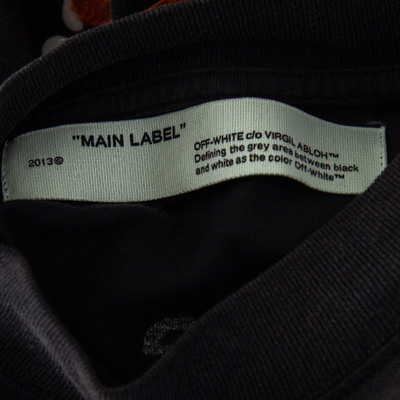 "MAIN LABEL"
2013©
OFF-WHITE c/o VIRGIL ABLOH™
Defining the grey area between black
and white as the color Off-White™